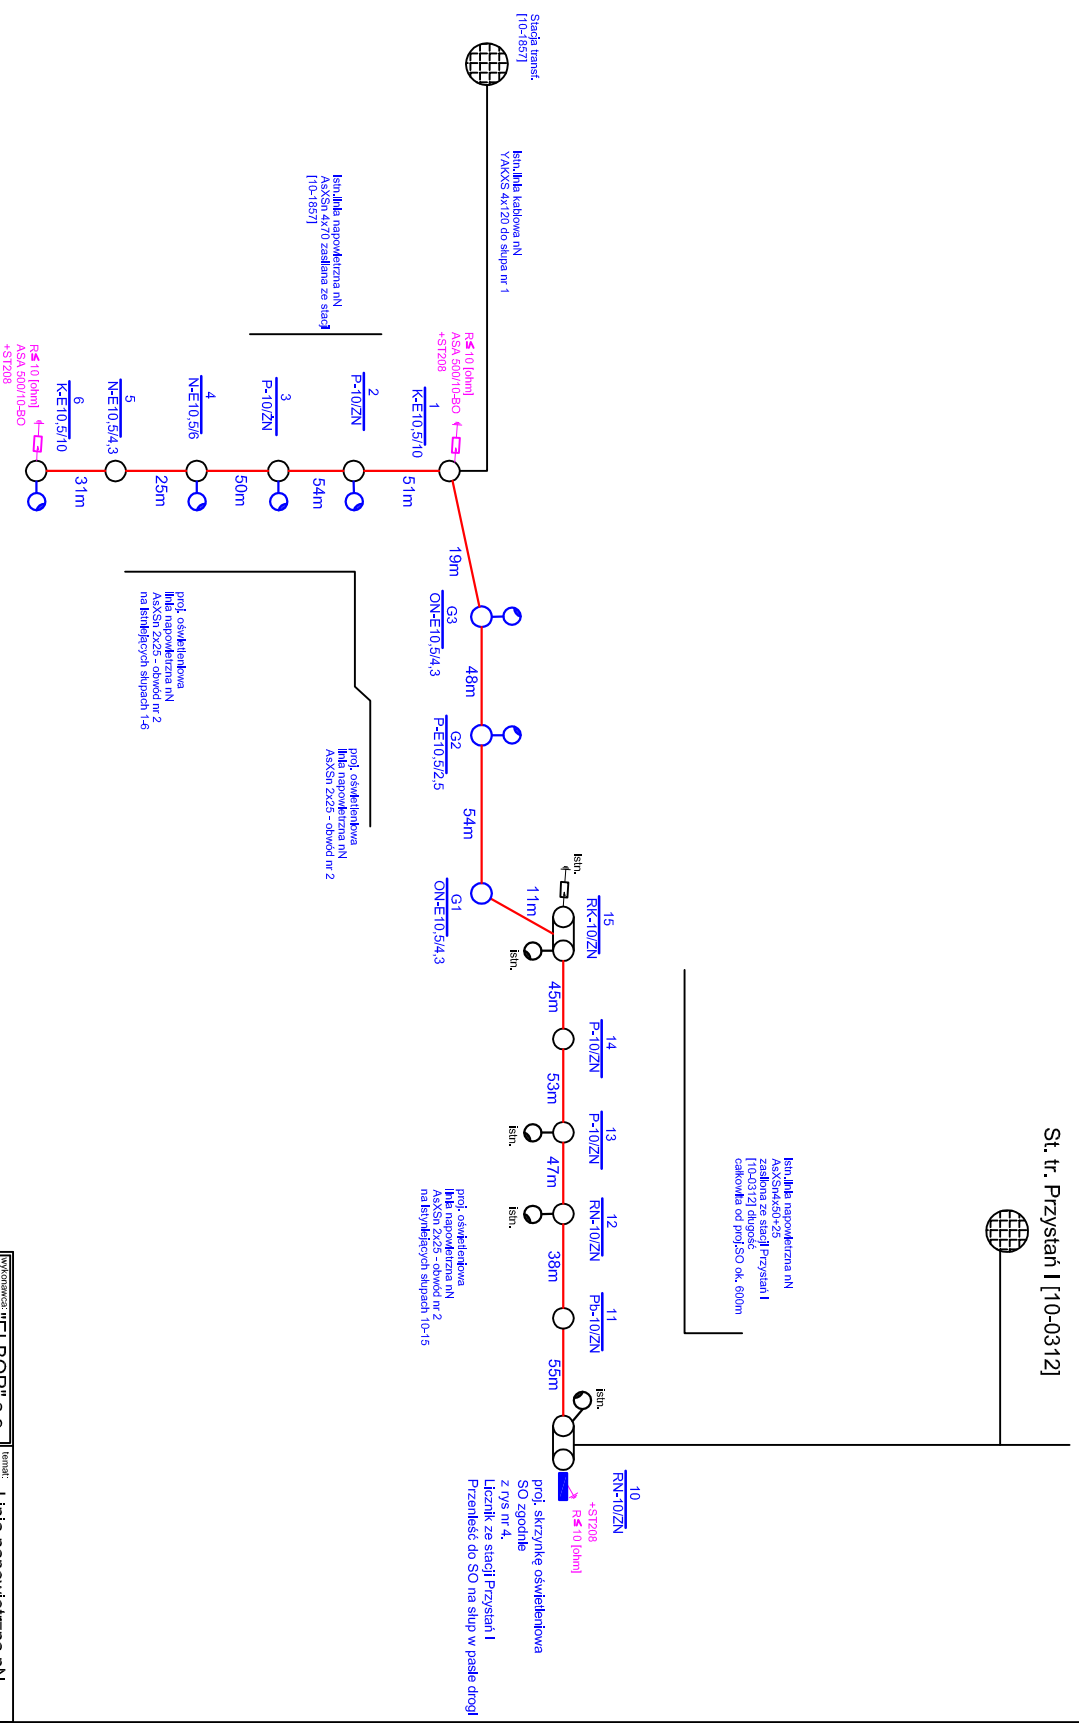 St. tr. Przystań I [10-0312]
Stacja transf.
[10-1857]
Istn.linia kablowa nN
YAKXS 4x120 do słupa nr 1
Istn.linia napowietrzna nN
AsXSn 4x70 zasilana ze stacji
[10-1857]
R≤10 [ohm]
ASA 500/10-BO
+ST208
1
K-E10,5/10
2
P-10/ŻN
3
P-10/ŻN
4
N-E10,5/6
5
N-E10,5/4,3
6
K-E10,5/10
R≤10 [ohm]
ASA 500/10-BO
+ST208
51m
54m
50m
25m
31m
19m
G3
ON-E10,5/4,3
48m
G2
P-E10,5/2,5
54m
G1
ON-E10,5/4,3
11m
proj. oświetleniowa
linia napowietrzna nN
AsXSn 2x25 - obwód nr 2
na istniejących słupach 1-6
proj. oświetleniowa
linia napowietrzna nN
AsXSn 2x25 - obwód nr 2
istn.
15
RK-10/ŻN
istn.
45m
14
P-10/ŻN
53m
13
P-10/ŻN
istn.
47m
12
RN-10/ŻN
istn.
38m
11
Pb-10/ŻN
55m
istn.
10
RN-10/ŻN
+ST208
R≤10 [ohm]
Istn.linia napowietrzna nN
AsXSn4x50+25
zasilona ze stacji Przystań I
[10-0312] długość
całkowita od proj.SO ok. 600m
proj. oświetleniowa
linia napowietrzna nN
AsXSn 2x25 - obwód nr 2
na istyniejących słupach 10-15
proj. skrzynkę oświetleniowa
SO zgodnie
z rys nr 4.
Licznik ze stacji Przystań I
Przenieść do SO na słup w pasie drogi
wykonawca:
temat:
Linia napowietrzna nN